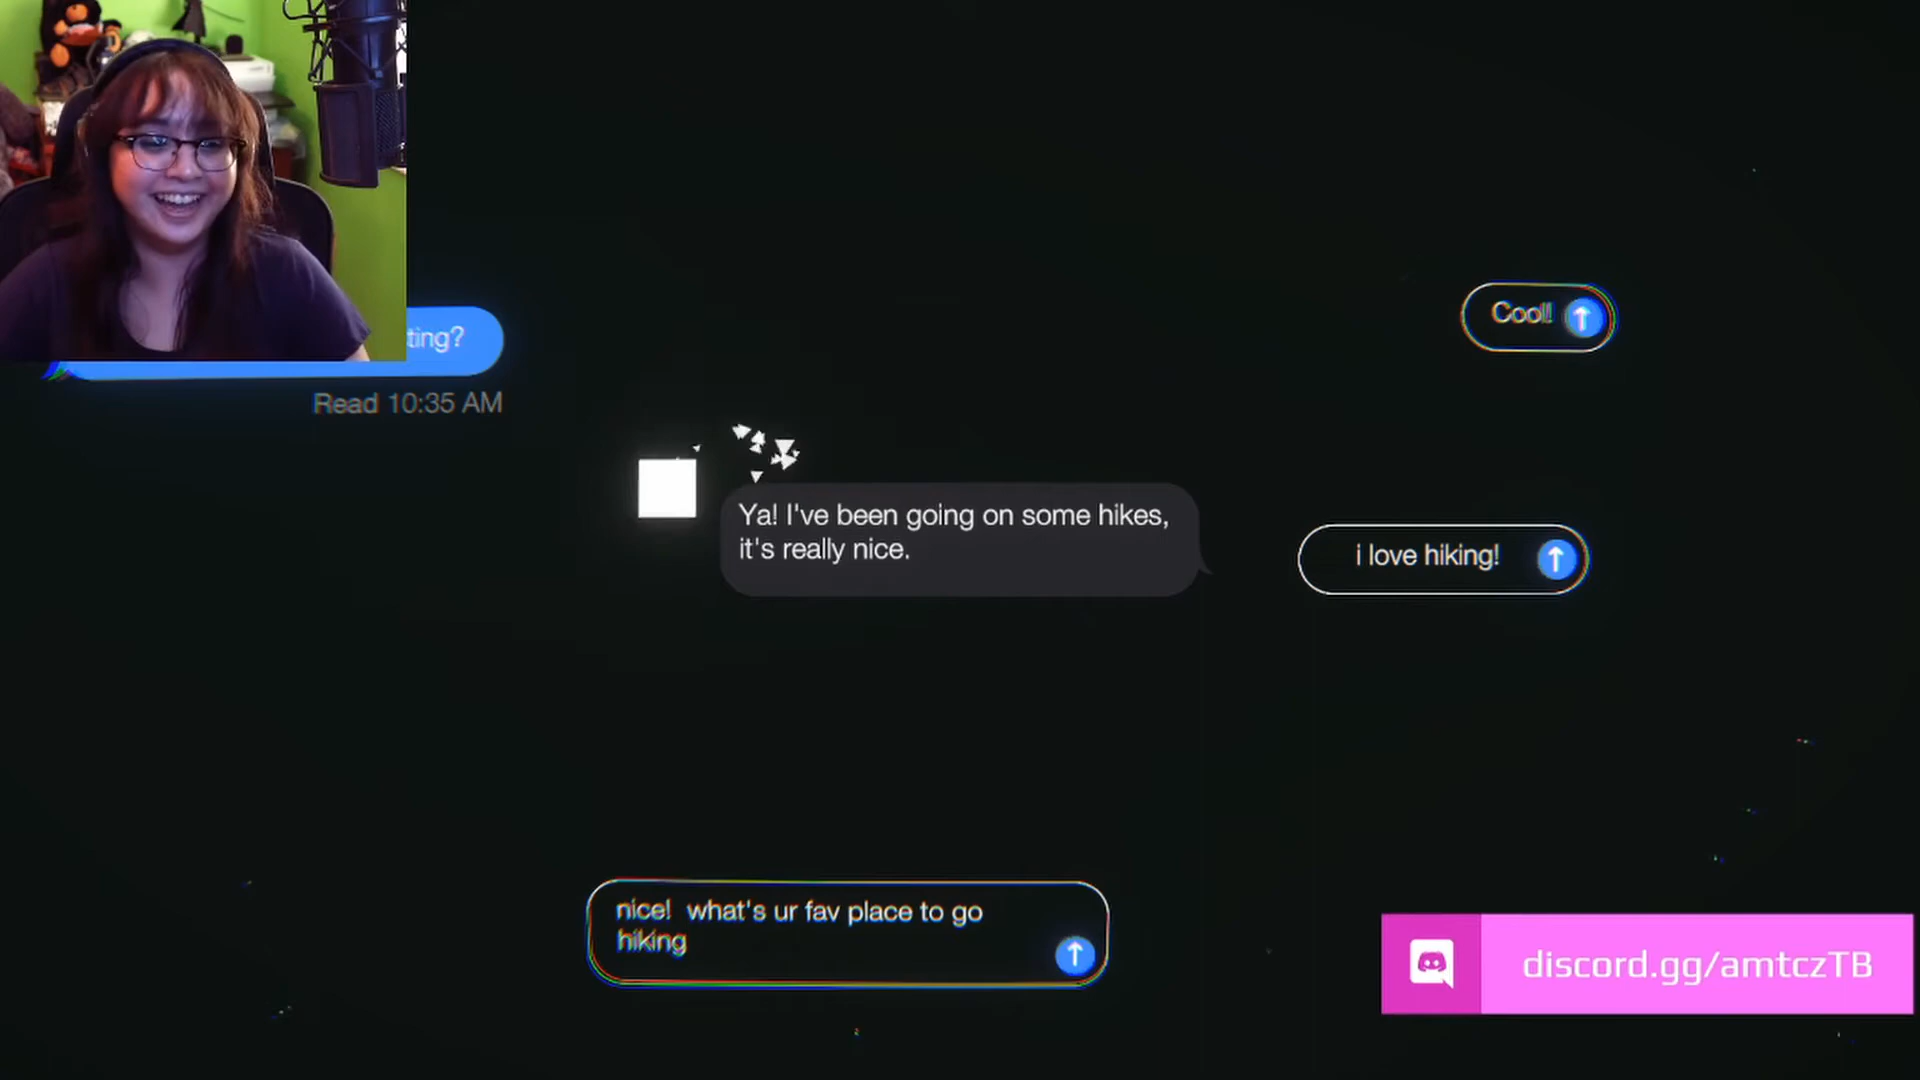 ting?
Read 10:35 AM
Cool!
Ya! I've been going on some hikes,
it's really nice.
i love hiking!
nice!  what's ur fav place to go
hiking
discord.gg/amtczTB